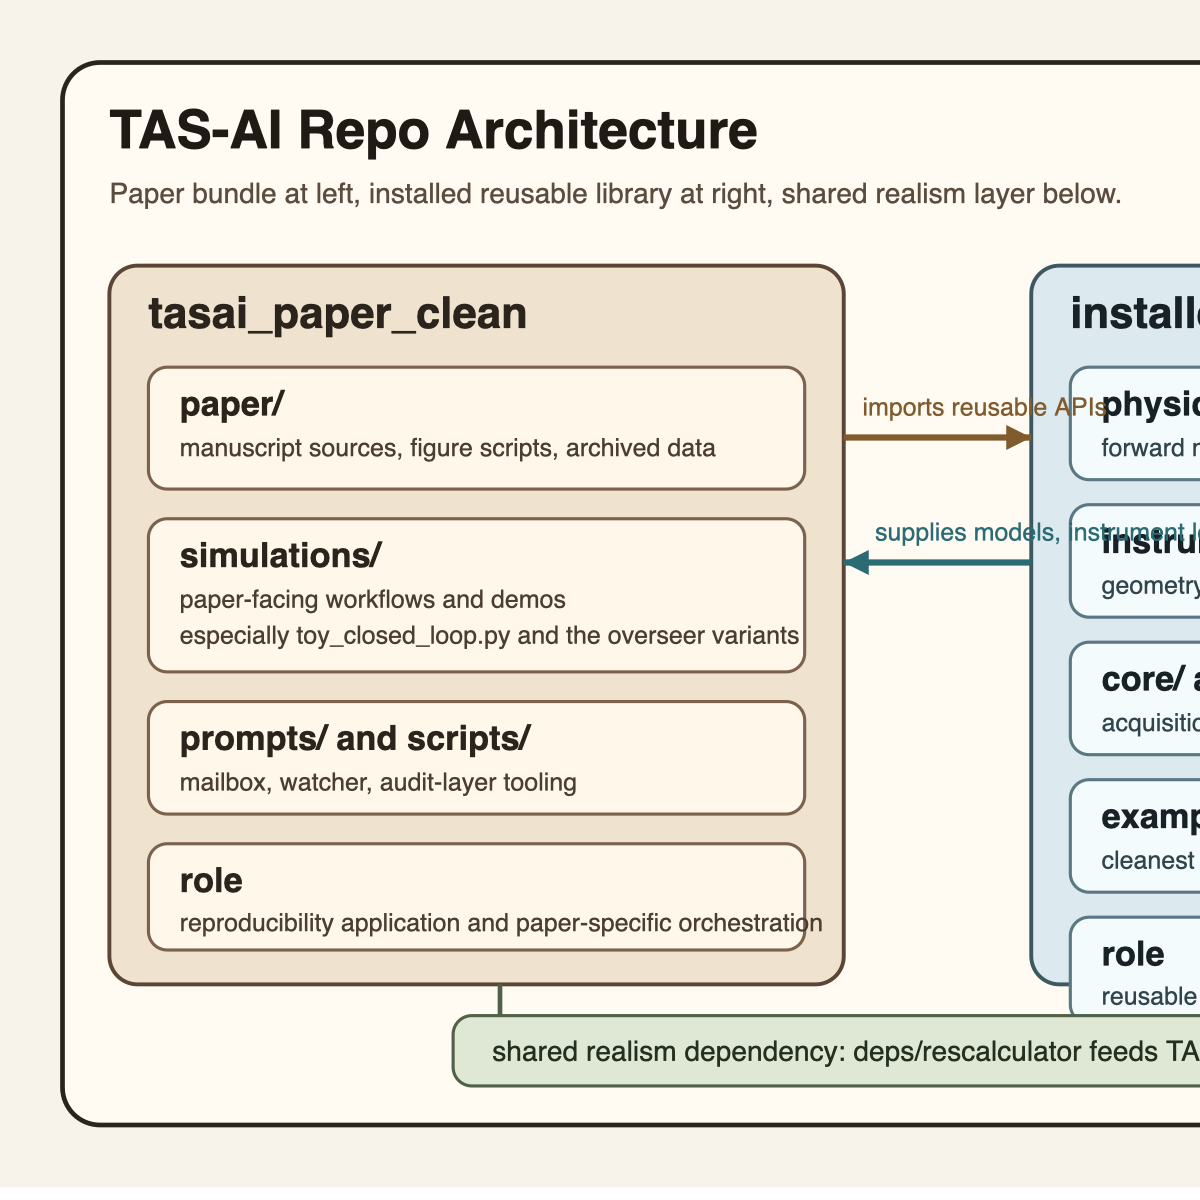 TAS-AI Repo Architecture
Paper bundle at left, installed reusable library at right, shared realism layer below.
tasai_paper_clean
paper/
manuscript sources, figure scripts, archived data
simulations/
paper-facing workflows and demos
especially toy_closed_loop.py and the overseer variants
prompts/ and scripts/
mailbox, watcher, audit-layer tooling
role
reproducibility application and paper-specific orchestration
imports reusable APIs
supplies models, instrument
forward
geometry
core/
cleanest
role
reusable
shared realism dependency: deps/rescalculator feeds